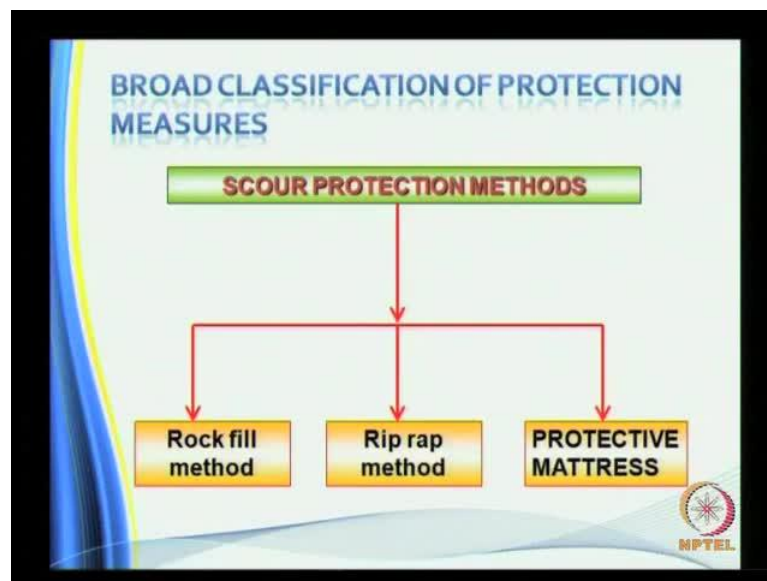 BROAD CLASSIFICATION OF PROTECTION
MEASURES
SCOUR PROTECTION METHODS
Rock fill
method
Rip rap
method
PROTECTIVE
MATTRESS
NPTEL